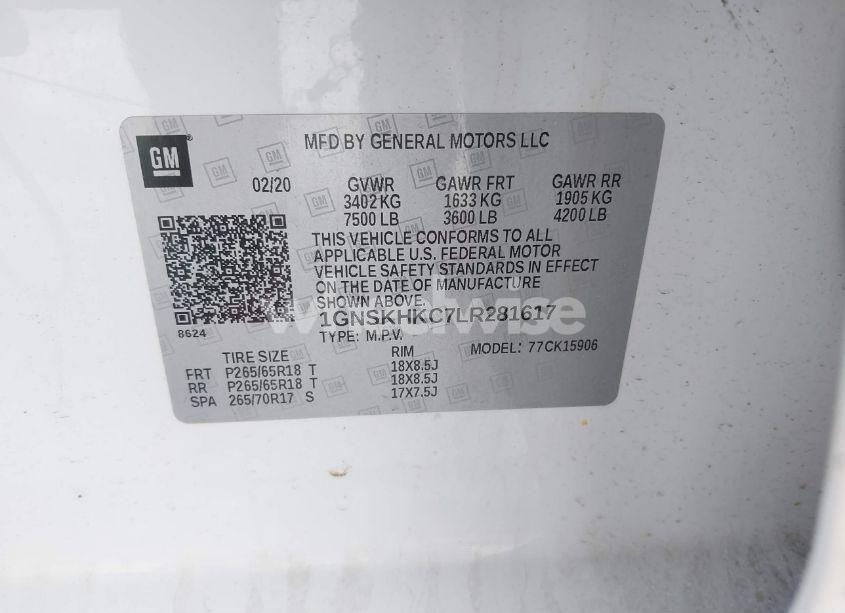 GM
MFD BY GENERAL MOTORS LLC
02/20 GVWR GAWR FRT GAWR RR
3402 KG 1633 KG 1905 KG
7500 LB 3600 LB 4200 LB
THIS VEHICLE CONFORMS TO ALL
APPLICABLE U.S. FEDERAL MOTOR
VEHICLE SAFETY STANDARDS IN EFFECT
ON THE DATE OF MANUFACTURE
SHOWN ABOVE.
1GNSKHKC7LR281617
8624
TYPE: M.P.V. MODEL: 77CK15906
TIRE SIZE RIM
FRT P265/65R18 T 18X8.5J
RR P265/65R18 T 18X8.5J
SPA 265/70R17 S 17X7.5J